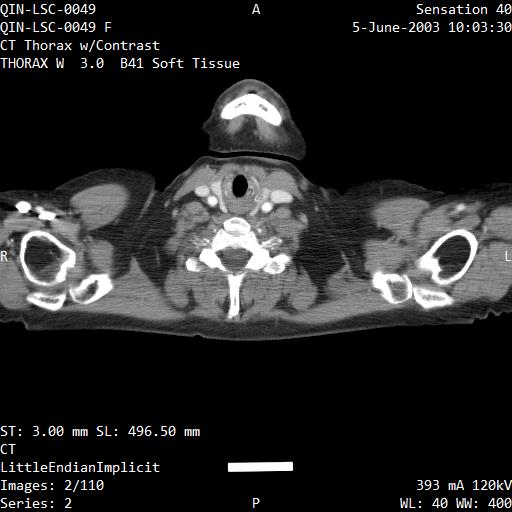 QIN-LSC-0049
A
Sensation 40
QIN-LSC-0049 F
5-June-2003 10:03:30
CT Thorax w/Contrast
THORAX W  3.0  B41 Soft Tissue
R
L
ST: 3.00 mm SL: 496.50 mm
CT
LittleEndianImplicit
Images: 2/110
393 mA 120kV
Series: 2
P
WL: 40 WW: 400